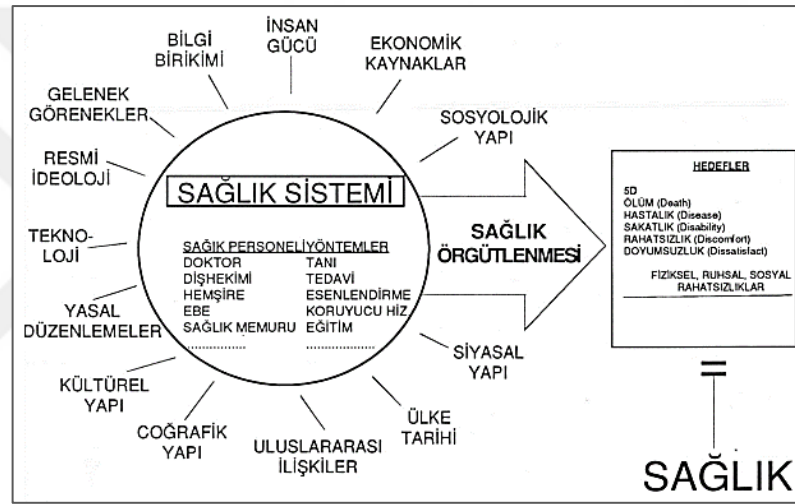 İNSAN
GÜCÜ
BİLGİ
BİRİKİMİ
EKONOMİK
KAYNAKLAR
GELENEK
GÖRENEKLER
SOSYOLOJİK
YAPI
RESMİ
İDEOLOJİ
TEKNO-
LOJİ
YASAL
DÜZENLEMELER
KÜLTÜREL
YAPI
COĞRAFİK
YAPI
ULUSLARARASI
İLİŞKİLER
ÜLKE
TARİHİ
SİYASAL
YAPI
SAĞLIK SİSTEMİ
SAĞIK PERSONELİ YÖNTEMLER
DOKTOR TANI
DİŞHEKİMİ TEDAVİ
HEMŞİRE ESENLENDİRME
EBE KORUYUCU HİZ
SAĞLIK MEMURU EĞİTİM
................ ................
SAĞLIK
ÖRGÜTLENMESİ
HEDEFLER
5D
ÖLÜM (Death)
HASTALIK (Disease)
SAKATLIK (Disability)
RAHATSIZLIK (Discomfort)
DOYUMSUZLUK (Dissatisfact)
FİZİKSEL, RUHSAL, SOSYAL
RAHATSIZLIKLAR
=
SAĞLIK